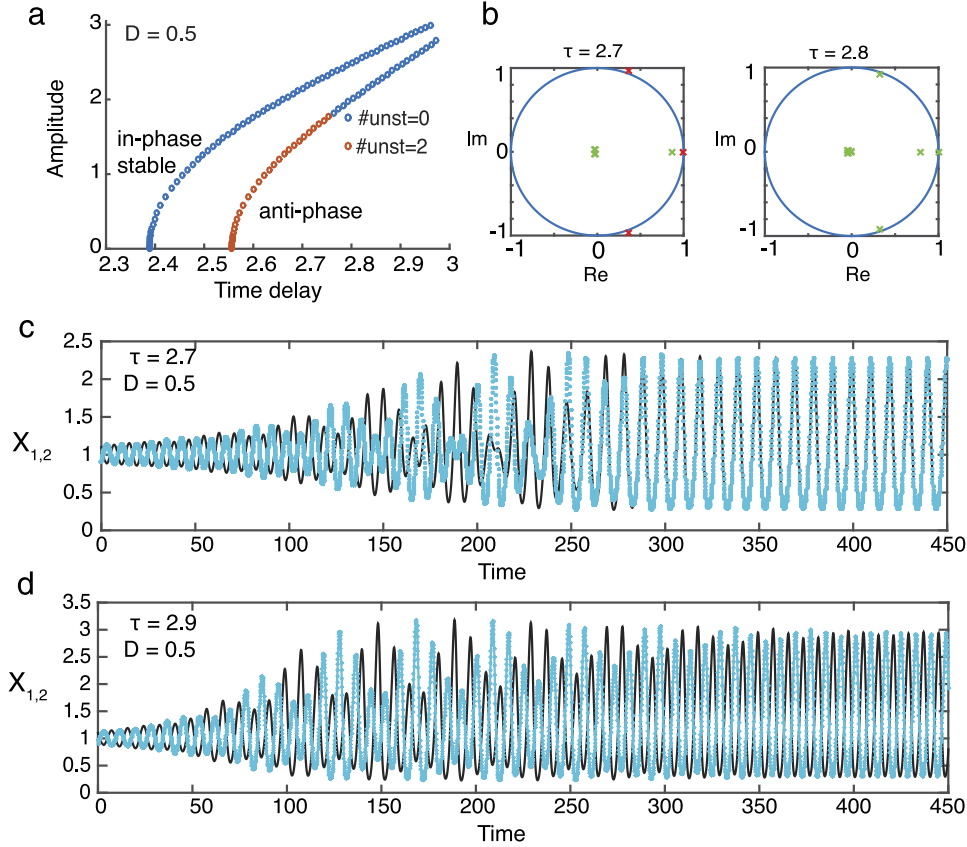 a
D = 0.5
3
2
1
0
Amplitude
in-phase
stable
anti-phase
#unst=0
#unst=2
2.3 2.4 2.5 2.6 2.7 2.8 2.9 3
Time delay
b
τ = 2.7
1
Im
0
-1
-1 0 1
Re
τ = 2.8
1
Im
0
-1
-1 0 1
Re
c
τ = 2.7
D = 0.5
2.5
2
1.5
1
0.5
0
X1,2
0 50 100 150 200 250 300 350 400 450
Time
d
τ = 2.9
D = 0.5
3.5
3
2.5
2
1.5
1
0.5
0
X1,2
0 50 100 150 200 250 300 350 400 450
Time